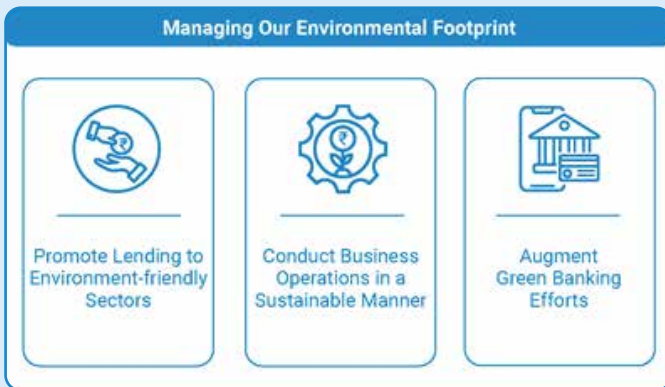 Managing Our Environmental Footprint
₹
Promote Lending to
Environment-friendly
Sectors
₹
Conduct Business
Operations in a
Sustainable Manner
Augment
Green Banking
Efforts